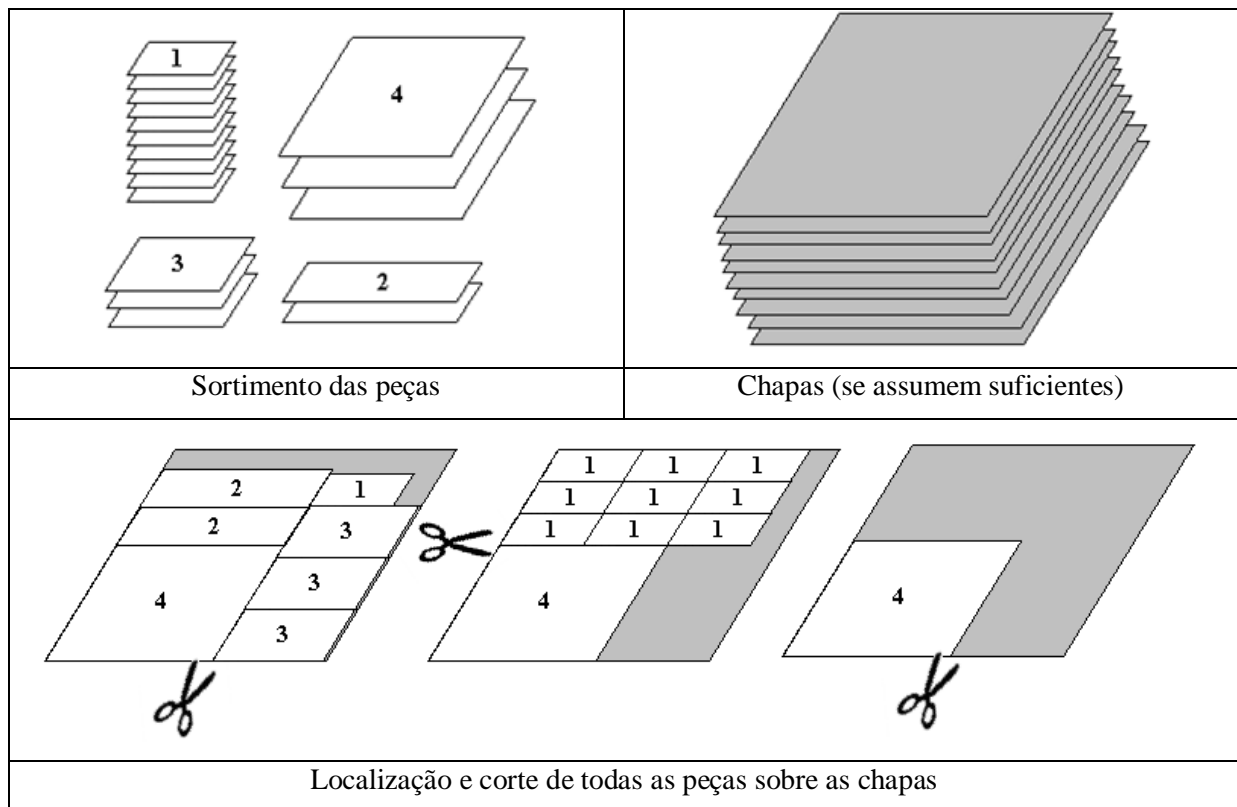 1
4
3
2
Sortimento das peças
Chapas (se assumem suficientes)
2
1
2
3
3
4
3
1 1 1
1 1 1
1 1 1
4
4
Localização e corte de todas as peças sobre as chapas